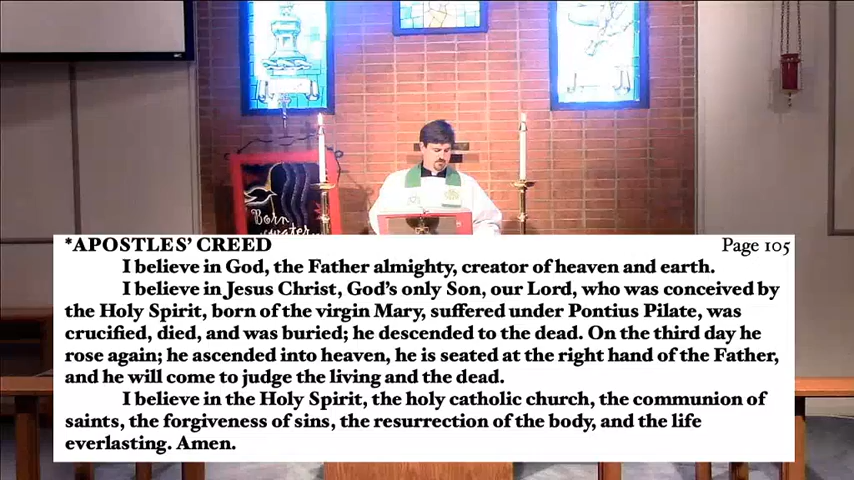 Born
water
*APOSTLES’ CREED Page 105
I believe in God, the Father almighty, creator of heaven and earth.
I believe in Jesus Christ, God’s only Son, our Lord, who was conceived by
the Holy Spirit, born of the virgin Mary, suffered under Pontius Pilate, was
crucified, died, and was buried; he descended to the dead. On the third day he
rose again; he ascended into heaven, he is seated at the right hand of the Father,
and he will come to judge the living and the dead.
I believe in the Holy Spirit, the holy catholic church, the communion of
saints, the forgiveness of sins, the resurrection of the body, and the life
everlasting. Amen.